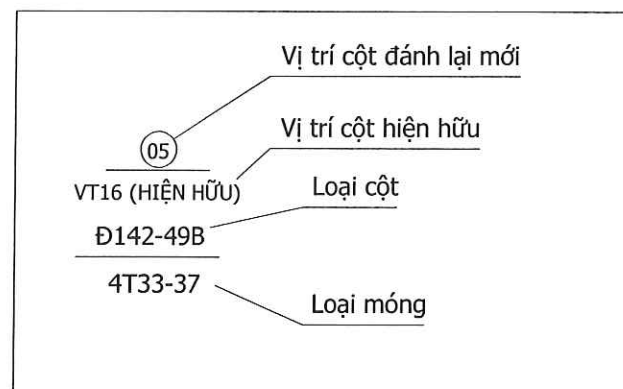 Vị trí cột đánh lại mới
05
Vị trí cột hiện hữu
VT16 (HIỆN HỮU)
Loại cột
Đ142-49B
4T33-37
Loại móng